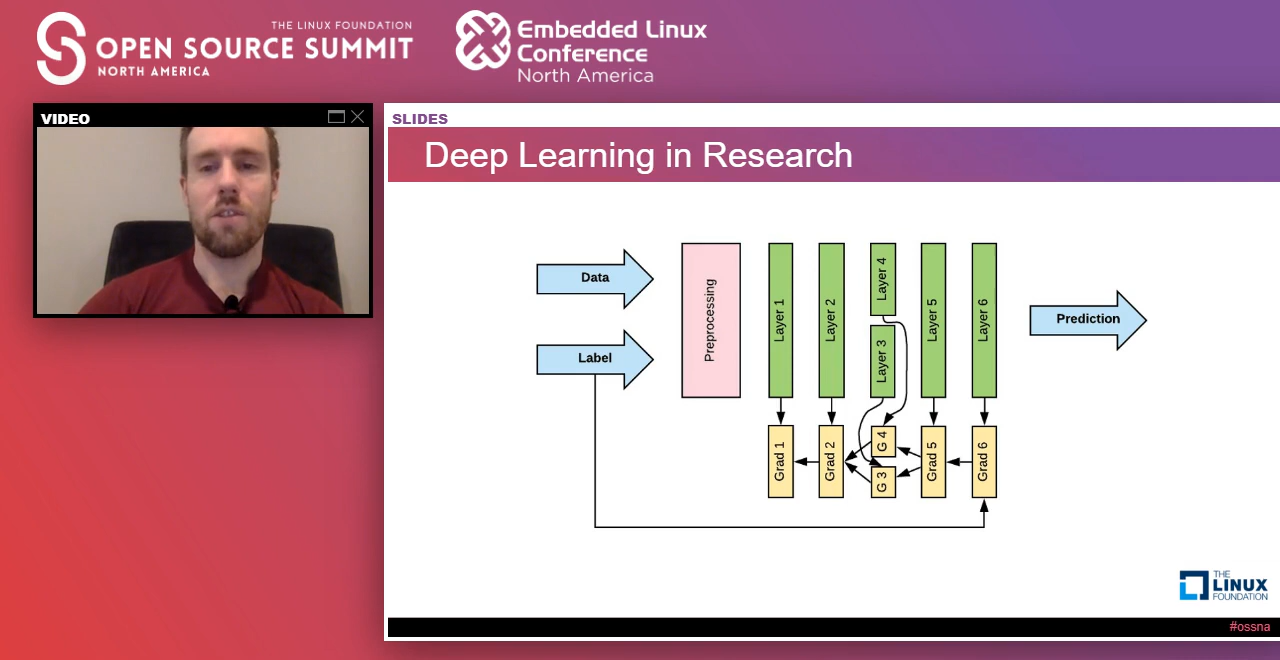 THE LINUX FOUNDATION
OPEN SOURCE SUMMIT
NORTH AMERICA
Embedded Linux
Conference
North America
VIDEO
SLIDES
Deep Learning in Research
Data
Label
Preprocessing
Layer 1
Layer 2
Layer 4
Layer 3
Layer 5
Layer 6
Prediction
Grad 1
Grad 2
G 4
G 3
Grad 5
Grad 6
THE
LINUX
FOUNDATION
#ossna